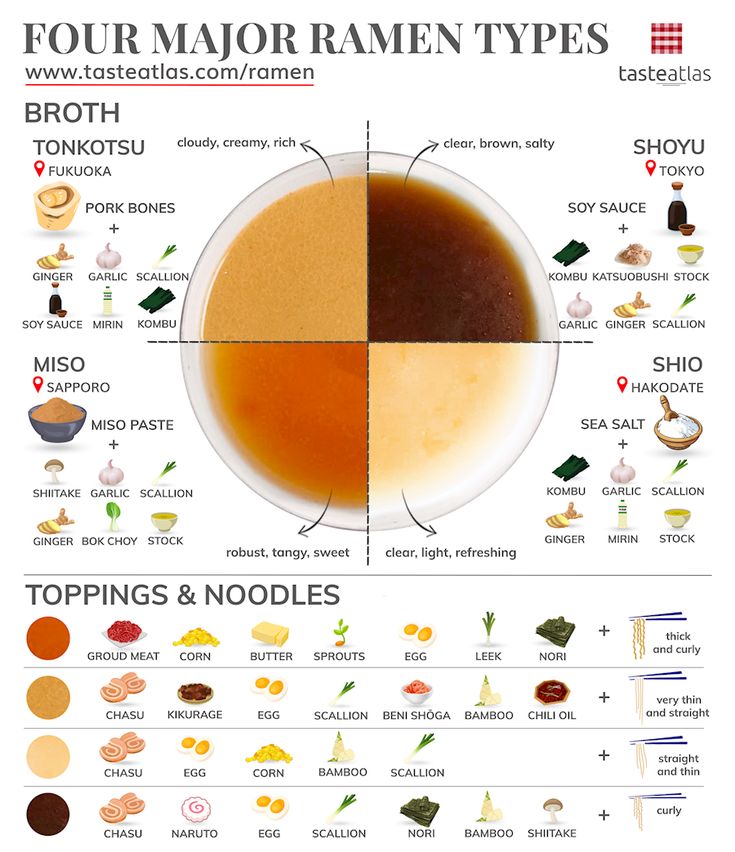 FOUR MAJOR RAMEN TYPES
www.tasteatlas.com/ramen
tasteatlas
BROTH
TONKOTSU
FUKUOKA
cloudy, creamy, rich
PORK BONES
+
GINGER GARLIC SCALLION
SOY SAUCE MIRIN KOMBU
clear, brown, salty
SHOYU
TOKYO
SOY SAUCE
+
KOMBU KATSUOBUSHI STOCK
GARLIC GINGER SCALLION
MISO
SAPPORO
MISO PASTE
+
SHIITAKE GARLIC SCALLION
GINGER BOK CHOY STOCK
robust, tangy, sweet
SHIO
HAKODATE
SEA SALT
+
KOMBU GARLIC SCALLION
GINGER MIRIN STOCK
clear, light, refreshing
TOPPINGS & NOODLES
GROUD MEAT CORN BUTTER SPROUTS EGG LEEK NORI + thick
and curly
CHASU KIKURAGE EGG SCALLION BENI SHŌGA BAMBOO CHILI OIL + very thin
and straight
CHASU EGG CORN BAMBOO SCALLION + straight
and thin
CHASU NARUTO EGG SCALLION NORI BAMBOO SHIITAKE + curly